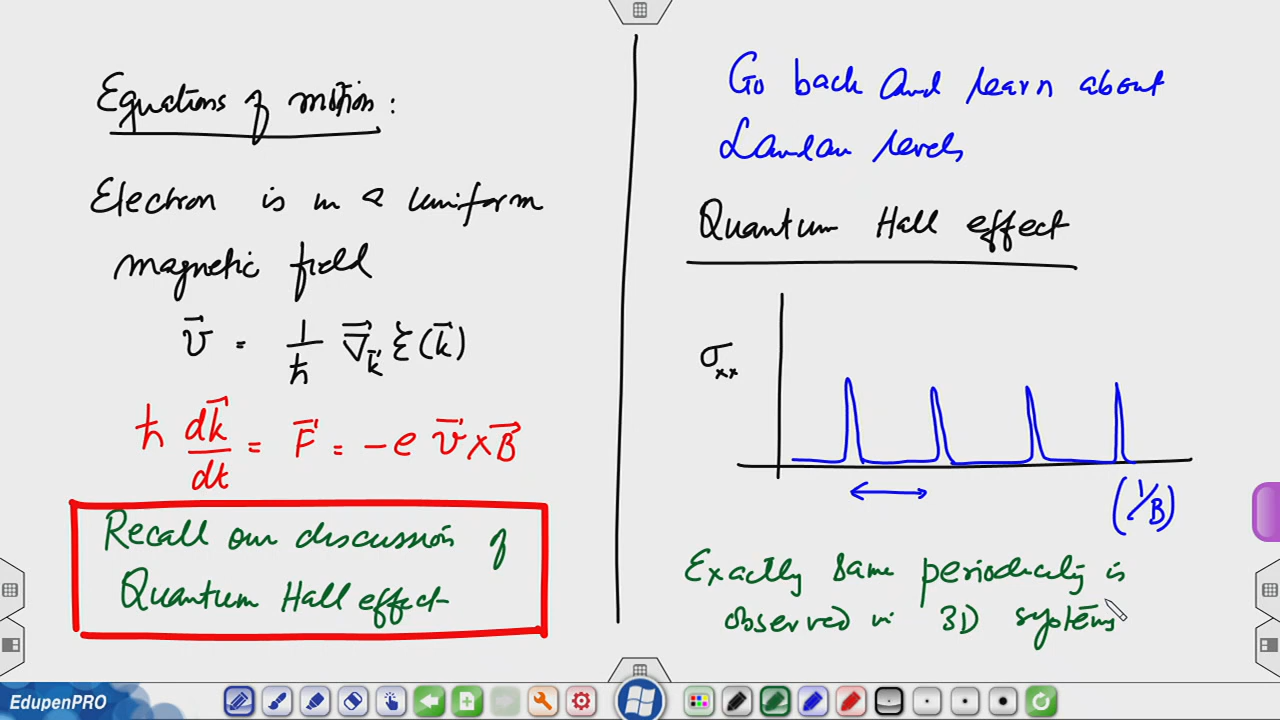 Equations of motion:
Electron is in a uniform
magnetic field
v⃗ = 1/ħ ∇⃗_k⃗ ξ(k⃗)
ħ dk⃗/dt = F⃗ = -e v⃗ × B⃗
Recall our discussion of
Quantum Hall effect
Go back and learn about
Landau levels
Quantum Hall effect
σ_xx
(1/B)
Exactly same periodicity is
observed in 3D systems
EdupenPRO